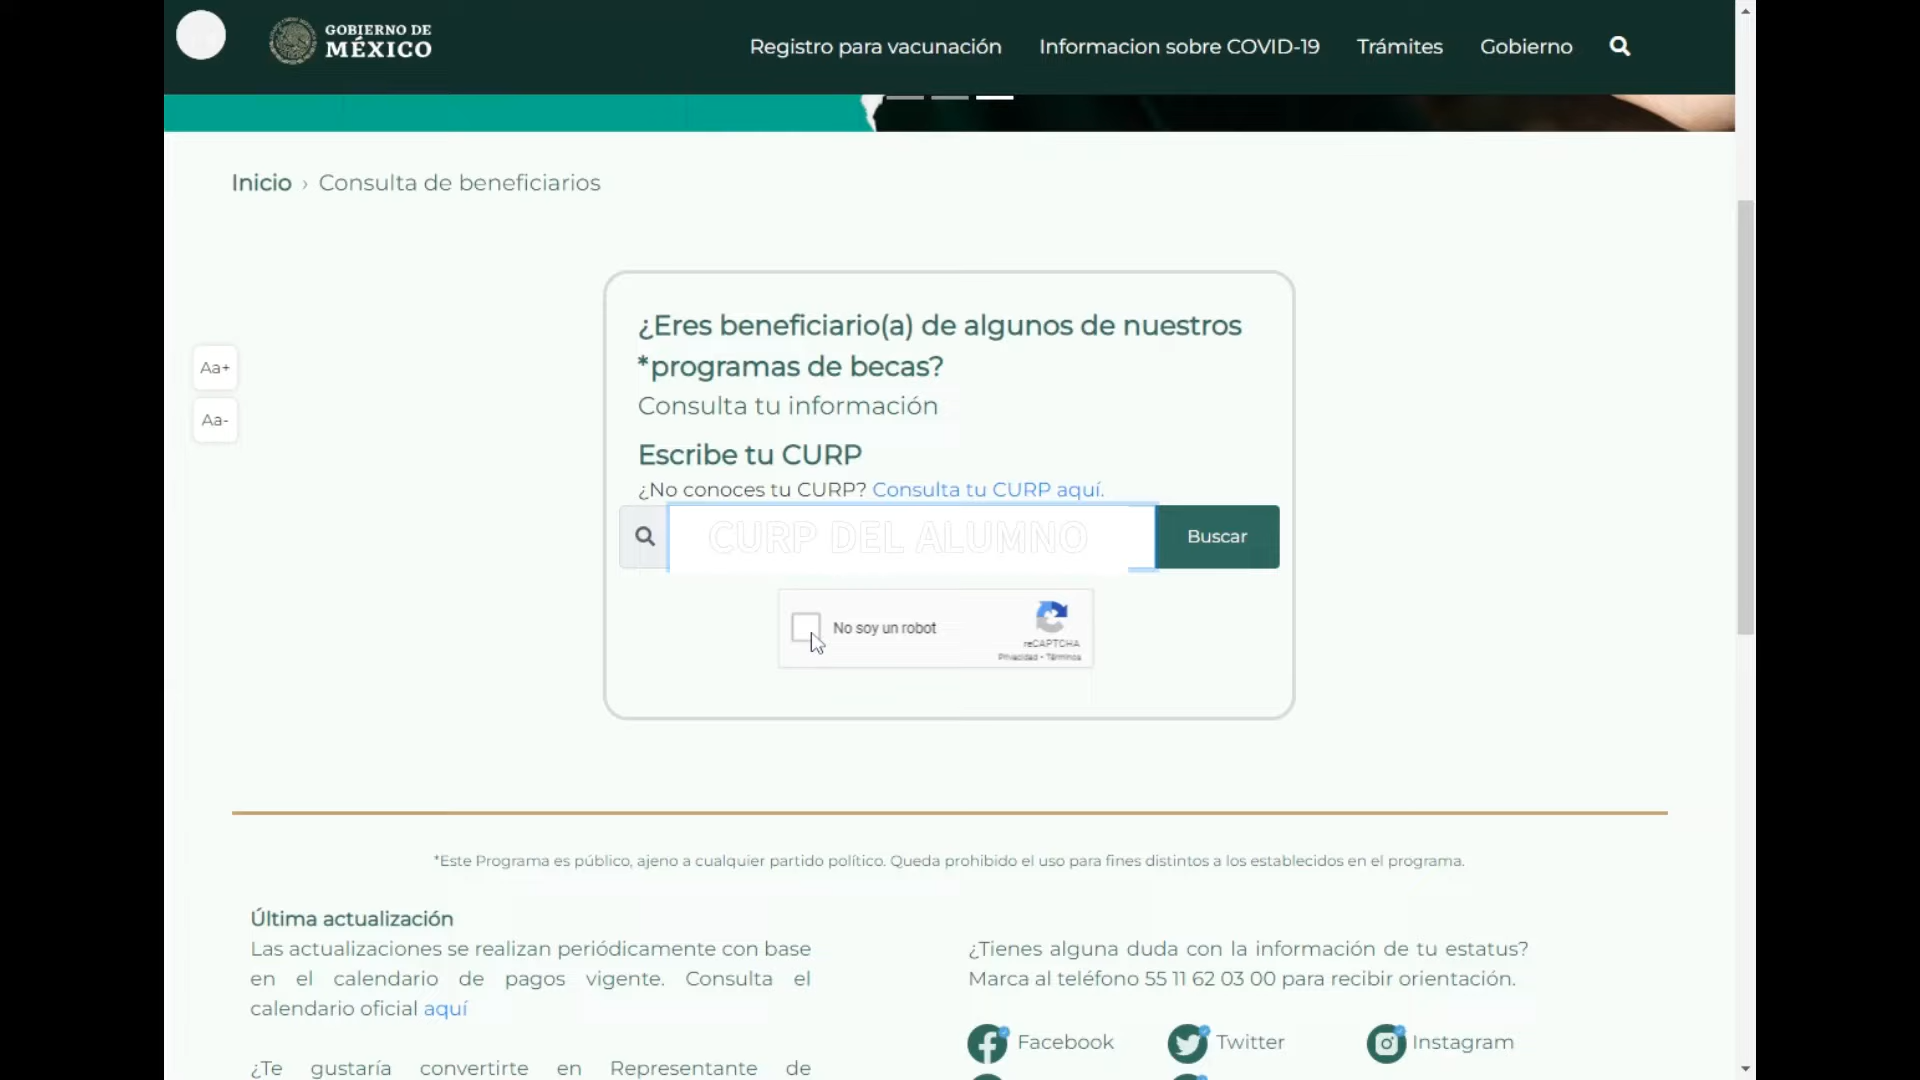 GOBIERNO DE
MÉXICO
Registro para vacunación
Informacion sobre COVID-19
Trámites
Gobierno
Inicio › Consulta de beneficiarios
Aa+
Aa-
¿Eres beneficiario(a) de algunos de nuestros
*programas de becas?
Consulta tu información
Escribe tu CURP
¿No conoces tu CURP? Consulta tu CURP aquí.
CURP DEL ALUMNO
Buscar
No soy un robot
reCAPTCHA
Privacidad - Términos
*Este Programa es público, ajeno a cualquier partido político. Queda prohibido el uso para fines distintos a los establecidos en el programa.
Última actualización
Las actualizaciones se realizan periódicamente con base
en el calendario de pagos vigente. Consulta el
calendario oficial aquí
¿Te gustaría convertirte en Representante de
¿Tienes alguna duda con la información de tu estatus?
Marca al teléfono 55 11 62 03 00 para recibir orientación.
Facebook
Twitter
Instagram